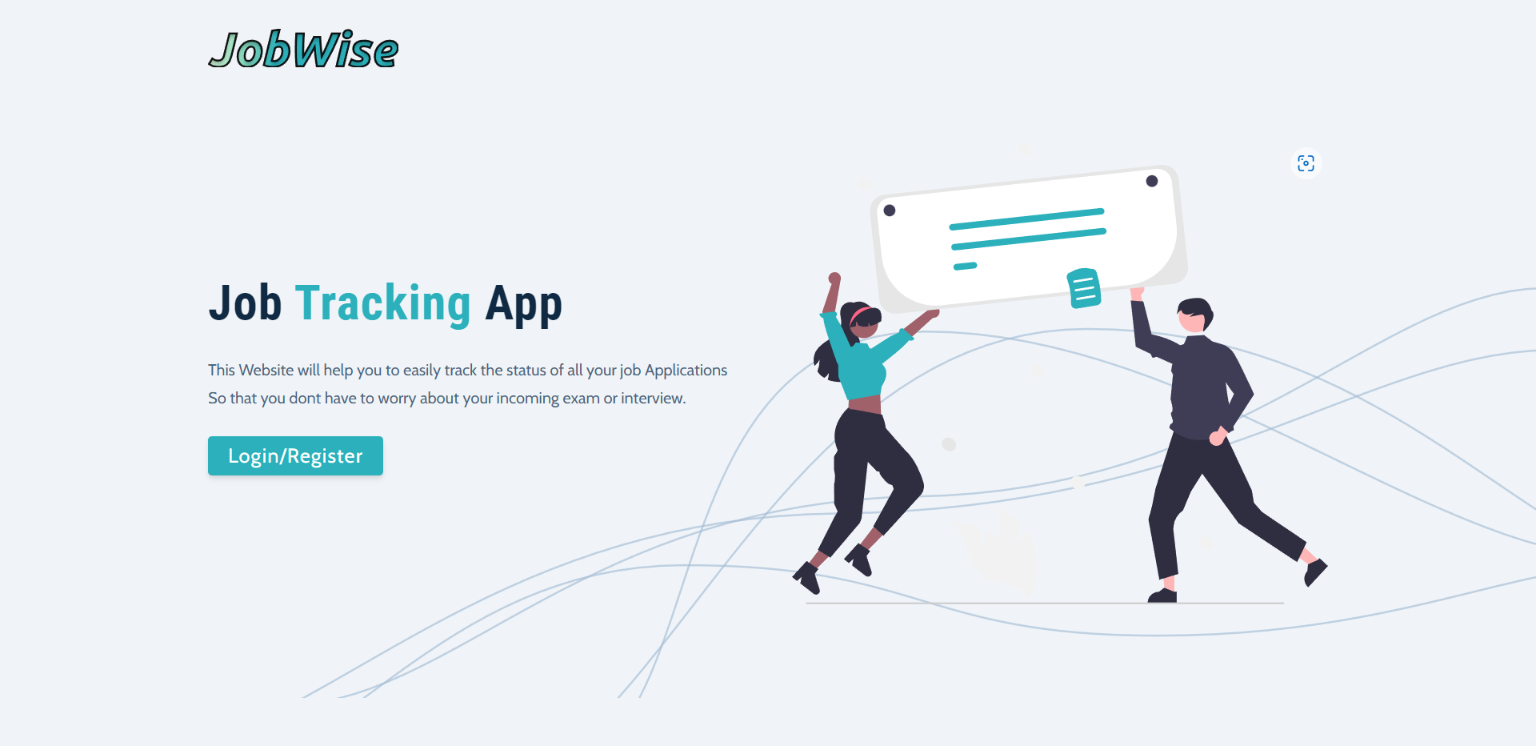 JobWise
Job Tracking App
This Website will help you to easily track the status of all your job Applications
So that you dont have to worry about your incoming exam or interview.
Login/Register